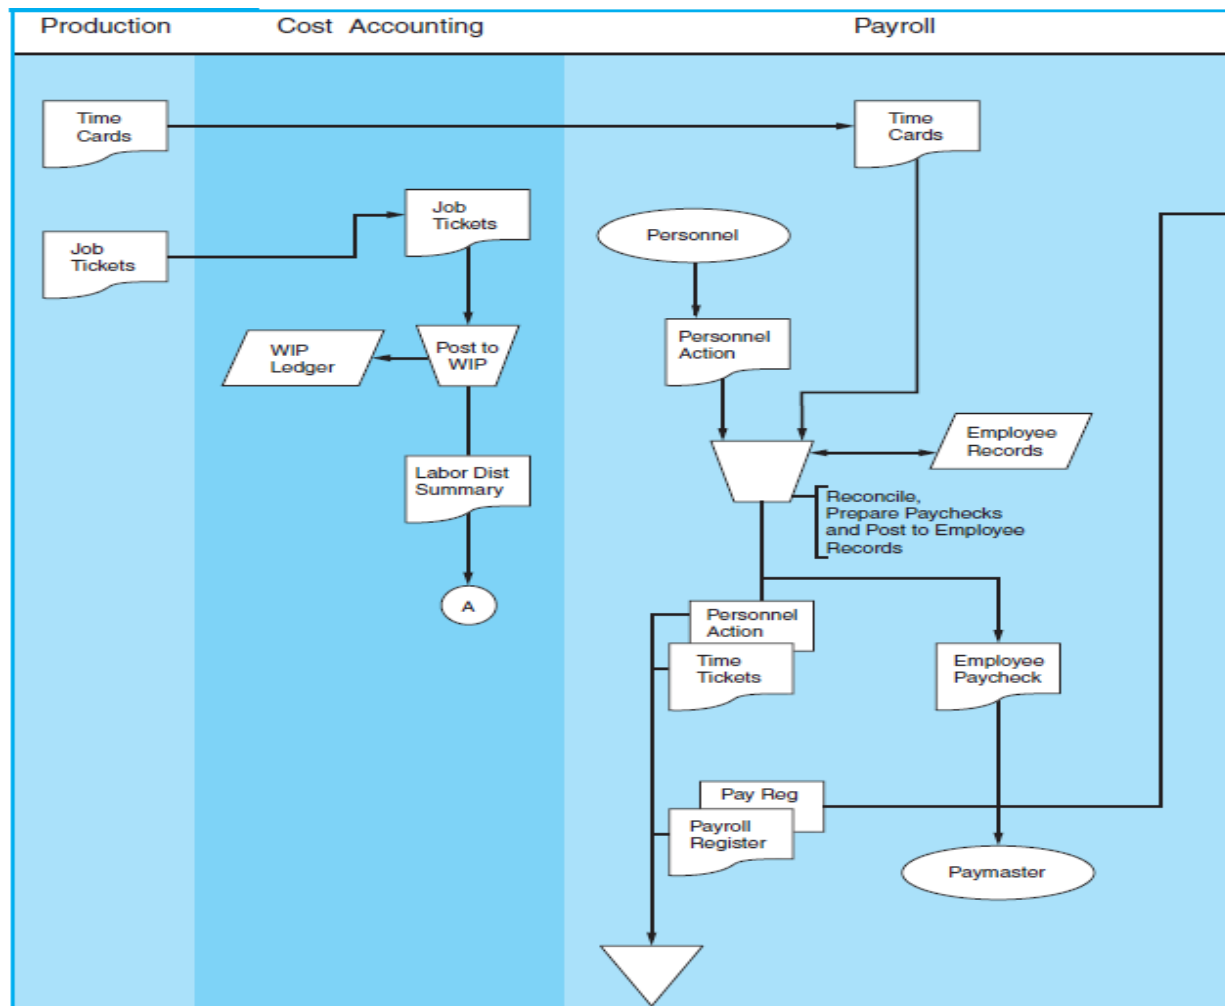 Production
Cost Accounting
Payroll
Time
Cards
Time
Cards
Job
Tickets
Job
Tickets
Personnel
Personnel
Action
WIP
Ledger
Post to
WIP
Employee
Records
Labor Dist
Summary
Reconcile,
Prepare Paychecks
and Post to Employee
Records
A
Personnel
Action
Time
Tickets
Employee
Paycheck
Pay Reg
Payroll
Register
Paymaster